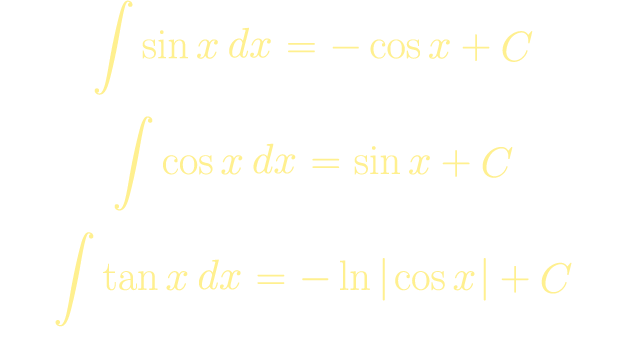 ∫ sin x dx = − cos x + C
∫ cos x dx = sin x + C
∫ tan x dx = − ln |cos x| + C